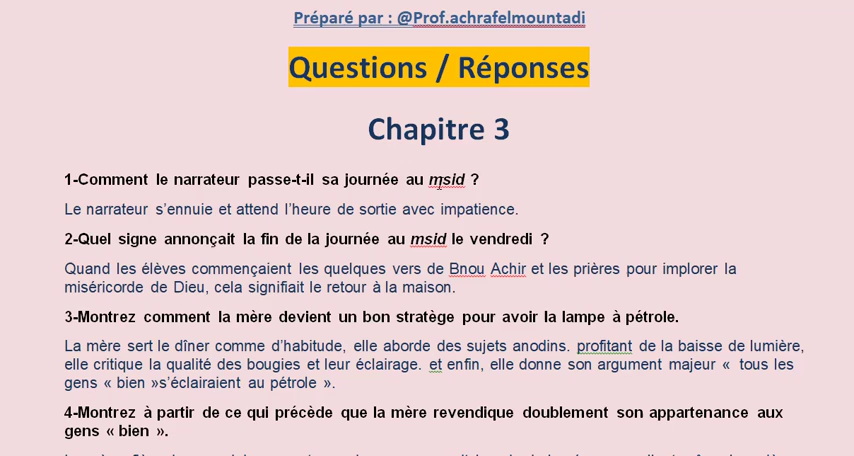 Préparé par : @Prof.achrafelmountadi
Questions / Réponses
Chapitre 3
1-Comment le narrateur passe-t-il sa journée au msid ?
Le narrateur s’ennuie et attend l’heure de sortie avec impatience.
2-Quel signe annonçait la fin de la journée au msid le vendredi ?
Quand les élèves commençaient les quelques vers de Bnou Achir et les prières pour implorer la
miséricorde de Dieu, cela signifiait le retour à la maison.
3-Montrez comment la mère devient un bon stratège pour avoir la lampe à pétrole.
La mère sert le dîner comme d’habitude, elle aborde des sujets anodins. profitant de la baisse de lumière,
elle critique la qualité des bougies et leur éclairage. et enfin, elle donne son argument majeur « tous les
gens « bien »s’éclairaient au pétrole ».
4-Montrez à partir de ce qui précède que la mère revendique doublement son appartenance aux
gens « bien ».